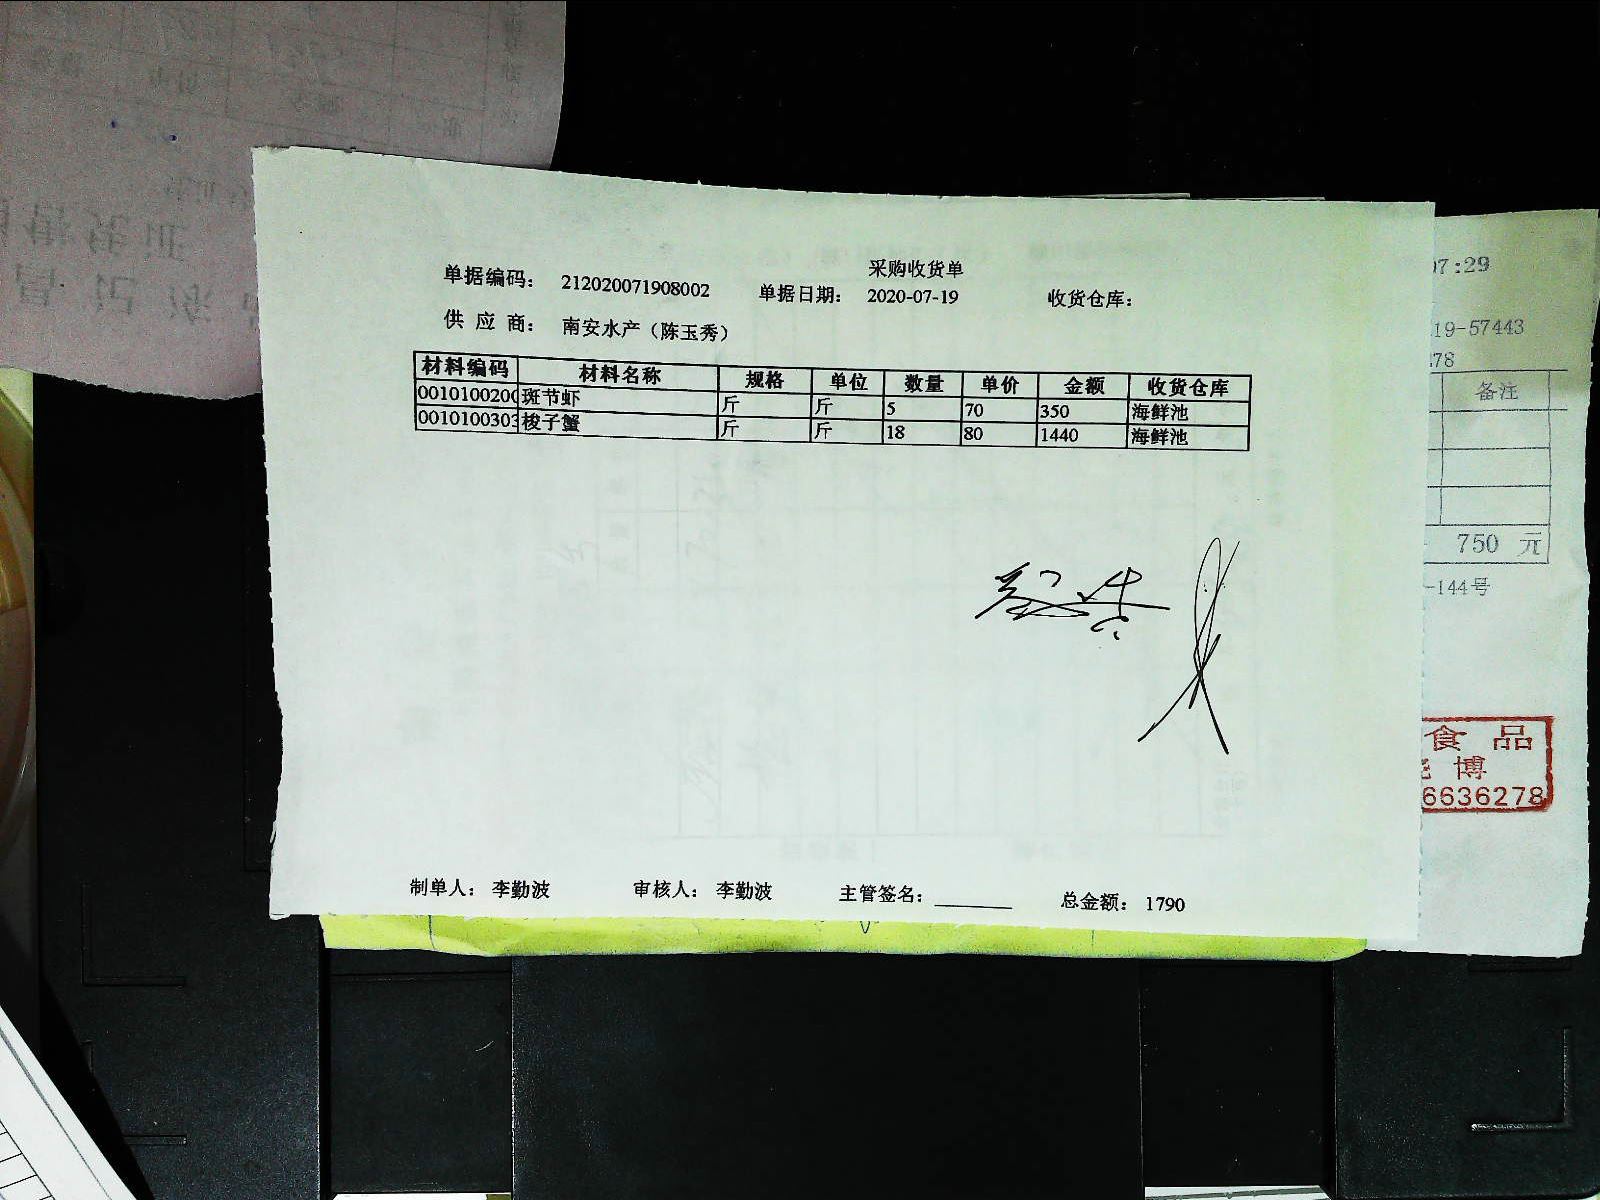 采购收货单
单据编码： 212020071908002 单据日期： 2020-07-19 收货仓库：
供 应 商： 南安水产（陈玉秀）
材料编码 材料名称 规格 单位 数量 单价 金额 收货仓库
0010100200 斑节虾 斤 斤 5 70 350 海鲜池
0010100303 梭子蟹 斤 斤 18 80 1440 海鲜池
制单人： 李勤波 审核人： 李勤波 主管签名： 总金额： 1790
07:29
19-57443
278
备注
750 元
-144号
食 品
博
6636278